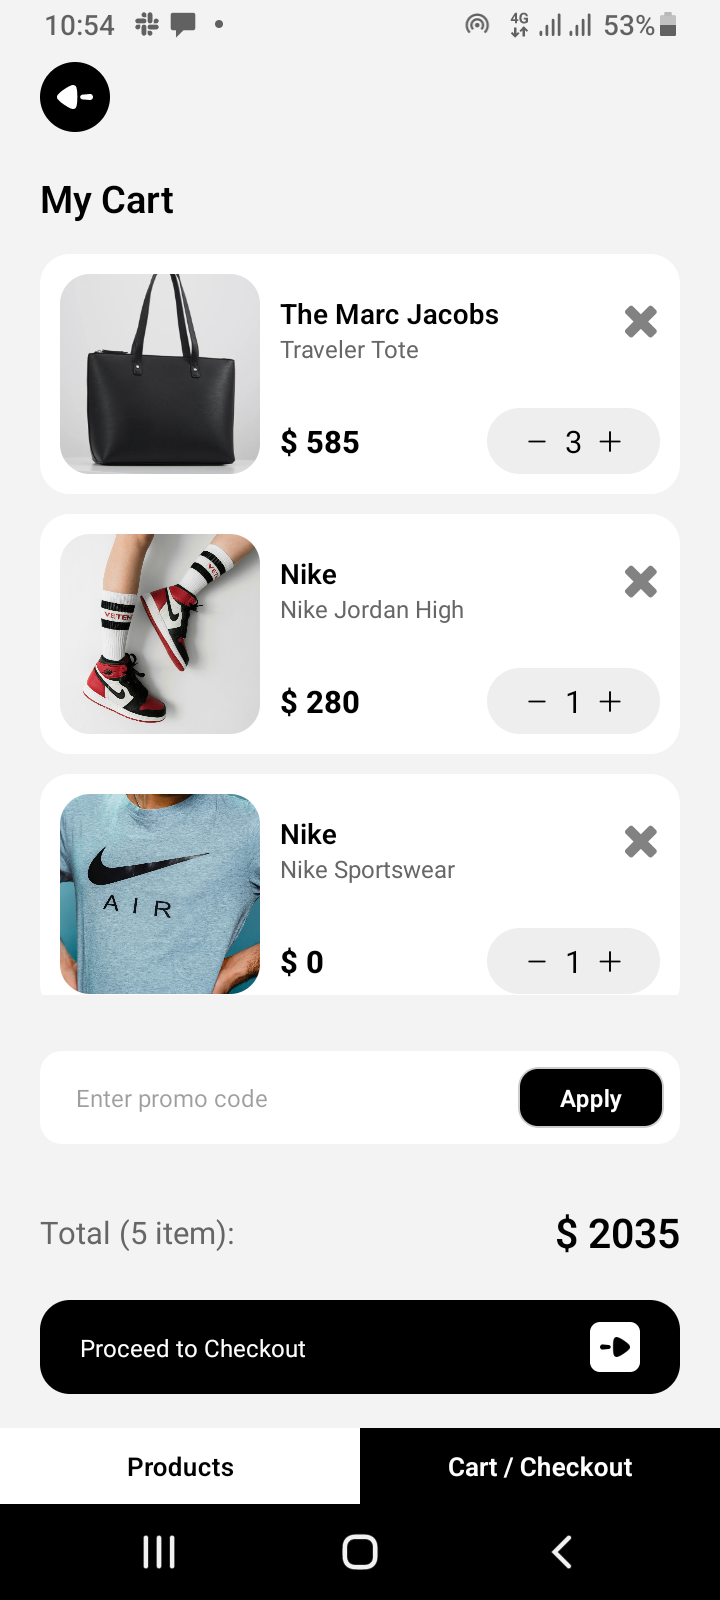 10:54 4G 53%
My Cart
The Marc Jacobs
Traveler Tote
$ 585 − 3 +
Nike
Nike Jordan High
$ 280 − 1 +
Nike
Nike Sportswear
AIR
$ 0 − 1 +
Enter promo code Apply
Total (5 item): $ 2035
Proceed to Checkout
Products Cart / Checkout